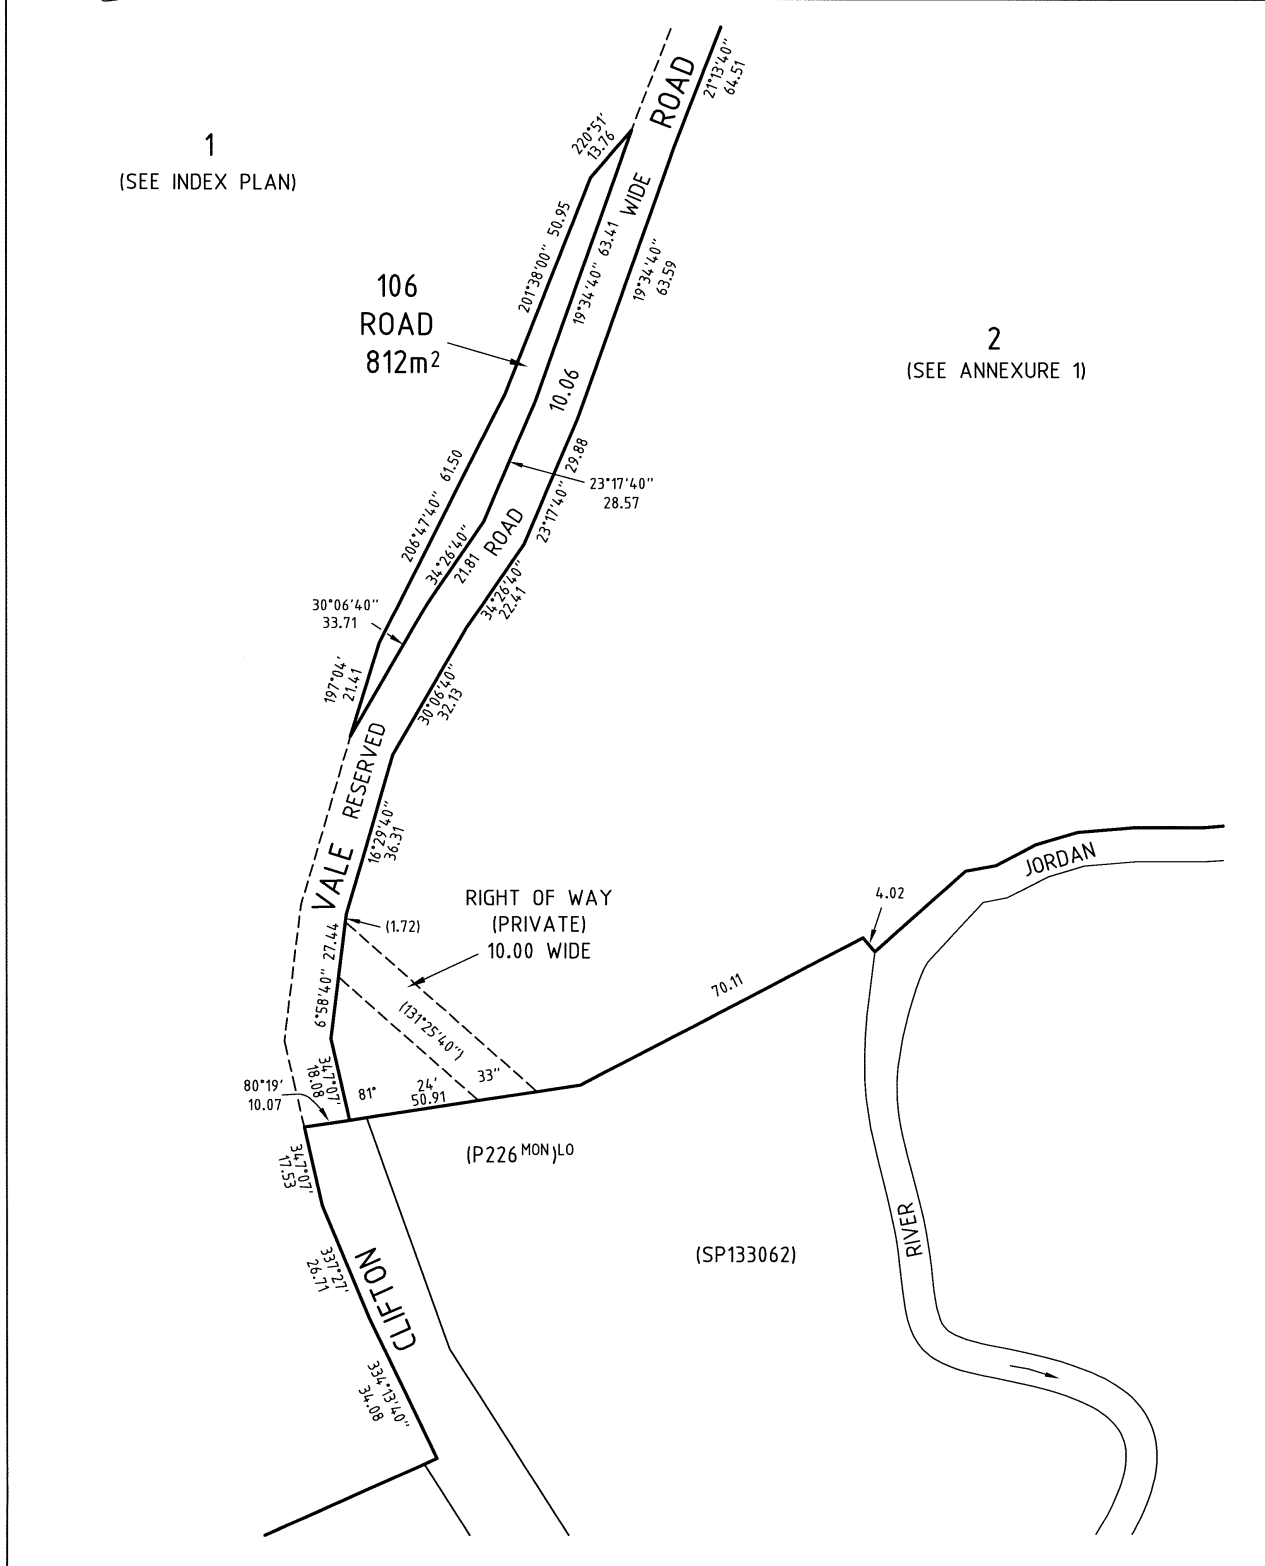 21°13'40"
64.51
ROAD
220°51'
13.76
1
(SEE INDEX PLAN)
WIDE
201°38'00" 50.95
19°34'40" 63.41
19°34'40"
63.59
106
ROAD
812m²
2
(SEE ANNEXURE 1)
10.06
206°47'40" 61.50
23°17'40" 29.88
23°17'40"
28.57
ROAD
34°26'40"
21.81
34°26'40"
22.41
30°06'40"
33.71
197°04'
21.41
30°06'40"
32.13
RESERVED
16°29'40"
36.31
VALE
JORDAN
RIGHT OF WAY
(PRIVATE)
10.00 WIDE
4.02
(1.72)
6°58'40" 27.44
70.11
(131°25'40")
347°07'
18.08
80°19'
10.07
81° 24' 33"
50.91
(P226 MON)LO
347°07'
17.53
RIVER
(SP133062)
337°27'
26.71
CLIFTON
334°13'40"
34.08